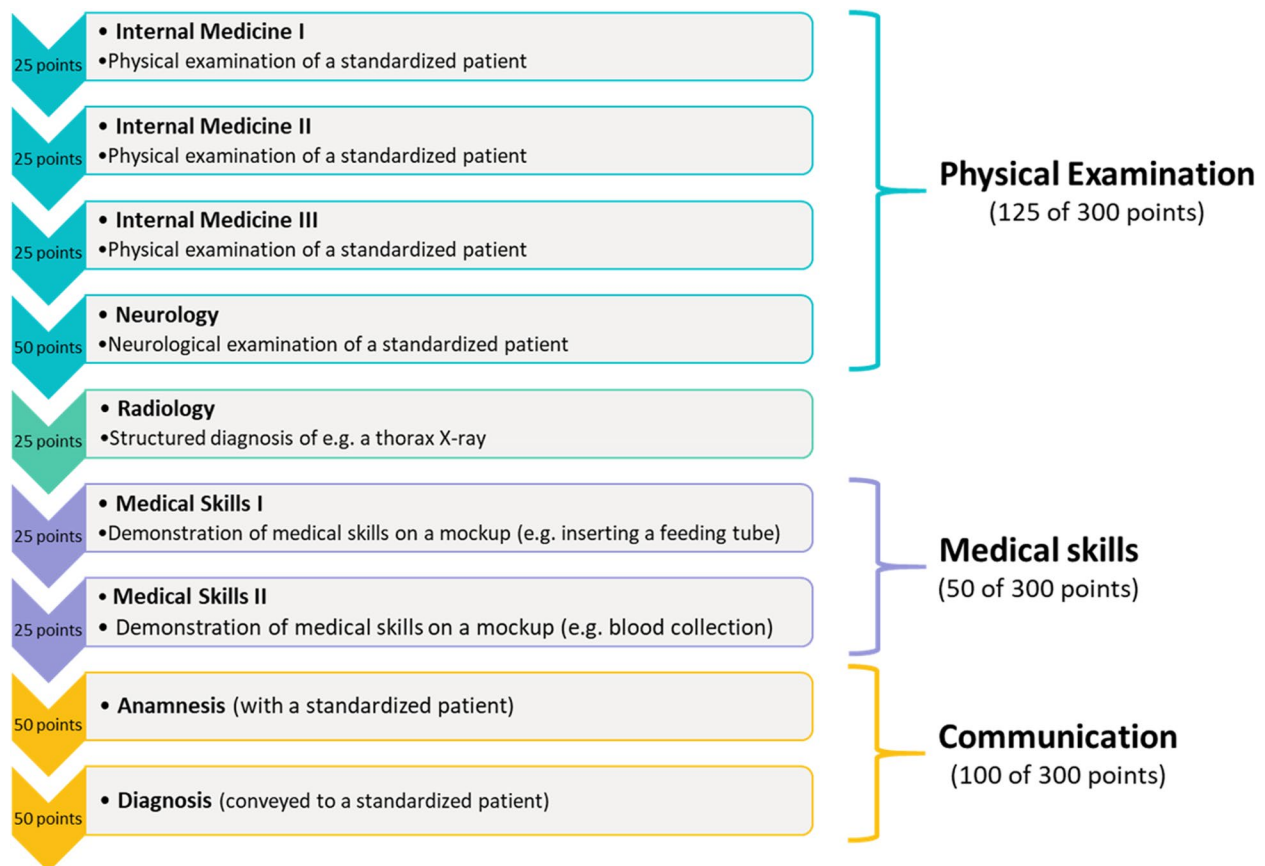 25 points
• Internal Medicine I
•Physical examination of a standardized patient
25 points
• Internal Medicine II
•Physical examination of a standardized patient
25 points
• Internal Medicine III
•Physical examination of a standardized patient
50 points
• Neurology
•Neurological examination of a standardized patient
Physical Examination
(125 of 300 points)
25 points
• Radiology
•Structured diagnosis of e.g. a thorax X-ray
25 points
• Medical Skills I
•Demonstration of medical skills on a mockup (e.g. inserting a feeding tube)
25 points
•Medical Skills II
• Demonstration of medical skills on a mockup (e.g. blood collection)
Medical skills
(50 of 300 points)
50 points
• Anamnesis (with a standardized patient)
50 points
• Diagnosis (conveyed to a standardized patient)
Communication
(100 of 300 points)